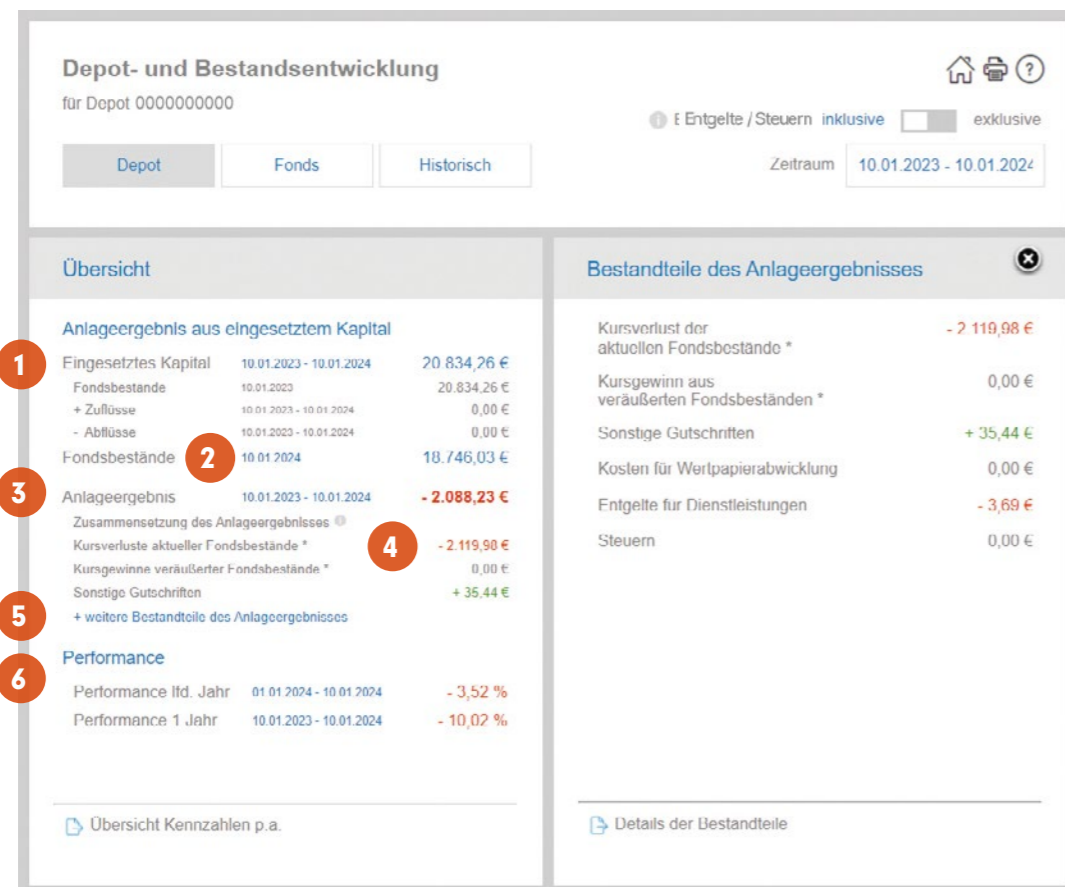 Depot- und Bestandsentwicklung
für Depot 0000000000
E Entgelte / Steuern inklusive exklusive
Depot Fonds Historisch
Zeitraum 10.01.2023 - 10.01.2024
Übersicht
Anlageergebnis aus eingesetztem Kapital
1 Eingesetztes Kapital 10.01.2023 - 10.01.2024 20.834,26 €
Fondsbestände 10.01.2023 20.834,26 €
+ Zuflüsse 10.01.2023 - 10.01.2024 0,00 €
- Abflüsse 10.01.2023 - 10.01.2024 0,00 €
Fondsbestände 2 10.01.2024 18.746,03 €
3 Anlageergebnis 10.01.2023 - 10.01.2024 - 2.088,23 €
Zusammensetzung des Anlageergebnisses
Kursverluste aktueller Fondsbestände * 4 - 2.119,98 €
Kursgewinne veräußerter Fondsbestände * 0,00 €
Sonstige Gutschriften + 35,44 €
5 + weitere Bestandteile des Anlageergebnisses
6 Performance
Performance lfd. Jahr 01.01.2024 - 10.01.2024 - 3,52 %
Performance 1 Jahr 10.01.2023 - 10.01.2024 - 10,02 %
Übersicht Kennzahlen p.a.
Bestandteile des Anlageergebnisses
Kursverlust der - 2.119,98 €
aktuellen Fondsbestände *
Kursgewinn aus 0,00 €
veräußerten Fondsbeständen *
Sonstige Gutschriften + 35,44 €
Kosten für Wertpapierabwicklung 0,00 €
Entgelte für Dienstleistungen - 3,69 €
Steuern 0,00 €
Details der Bestandteile